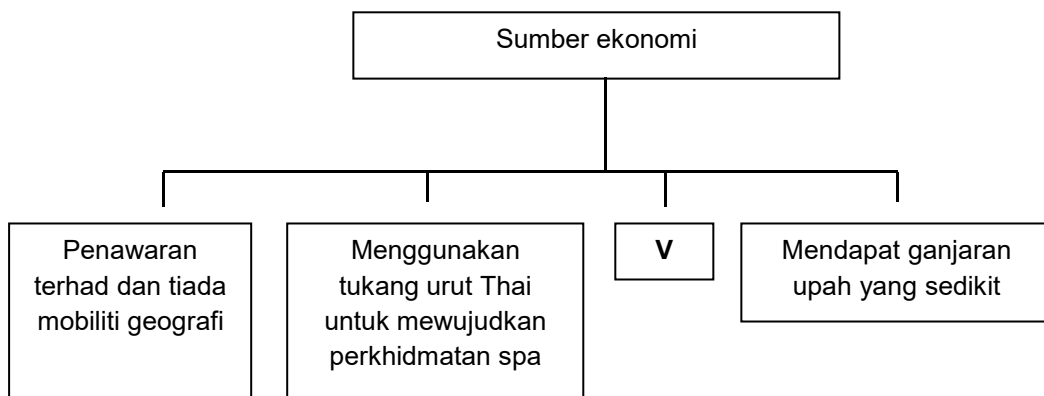 Sumber ekonomi
Penawaran
terhad dan tiada
mobiliti geografi
Menggunakan
tukang urut Thai
untuk mewujudkan
perkhidmatan spa
V
Mendapat ganjaran
upah yang sedikit